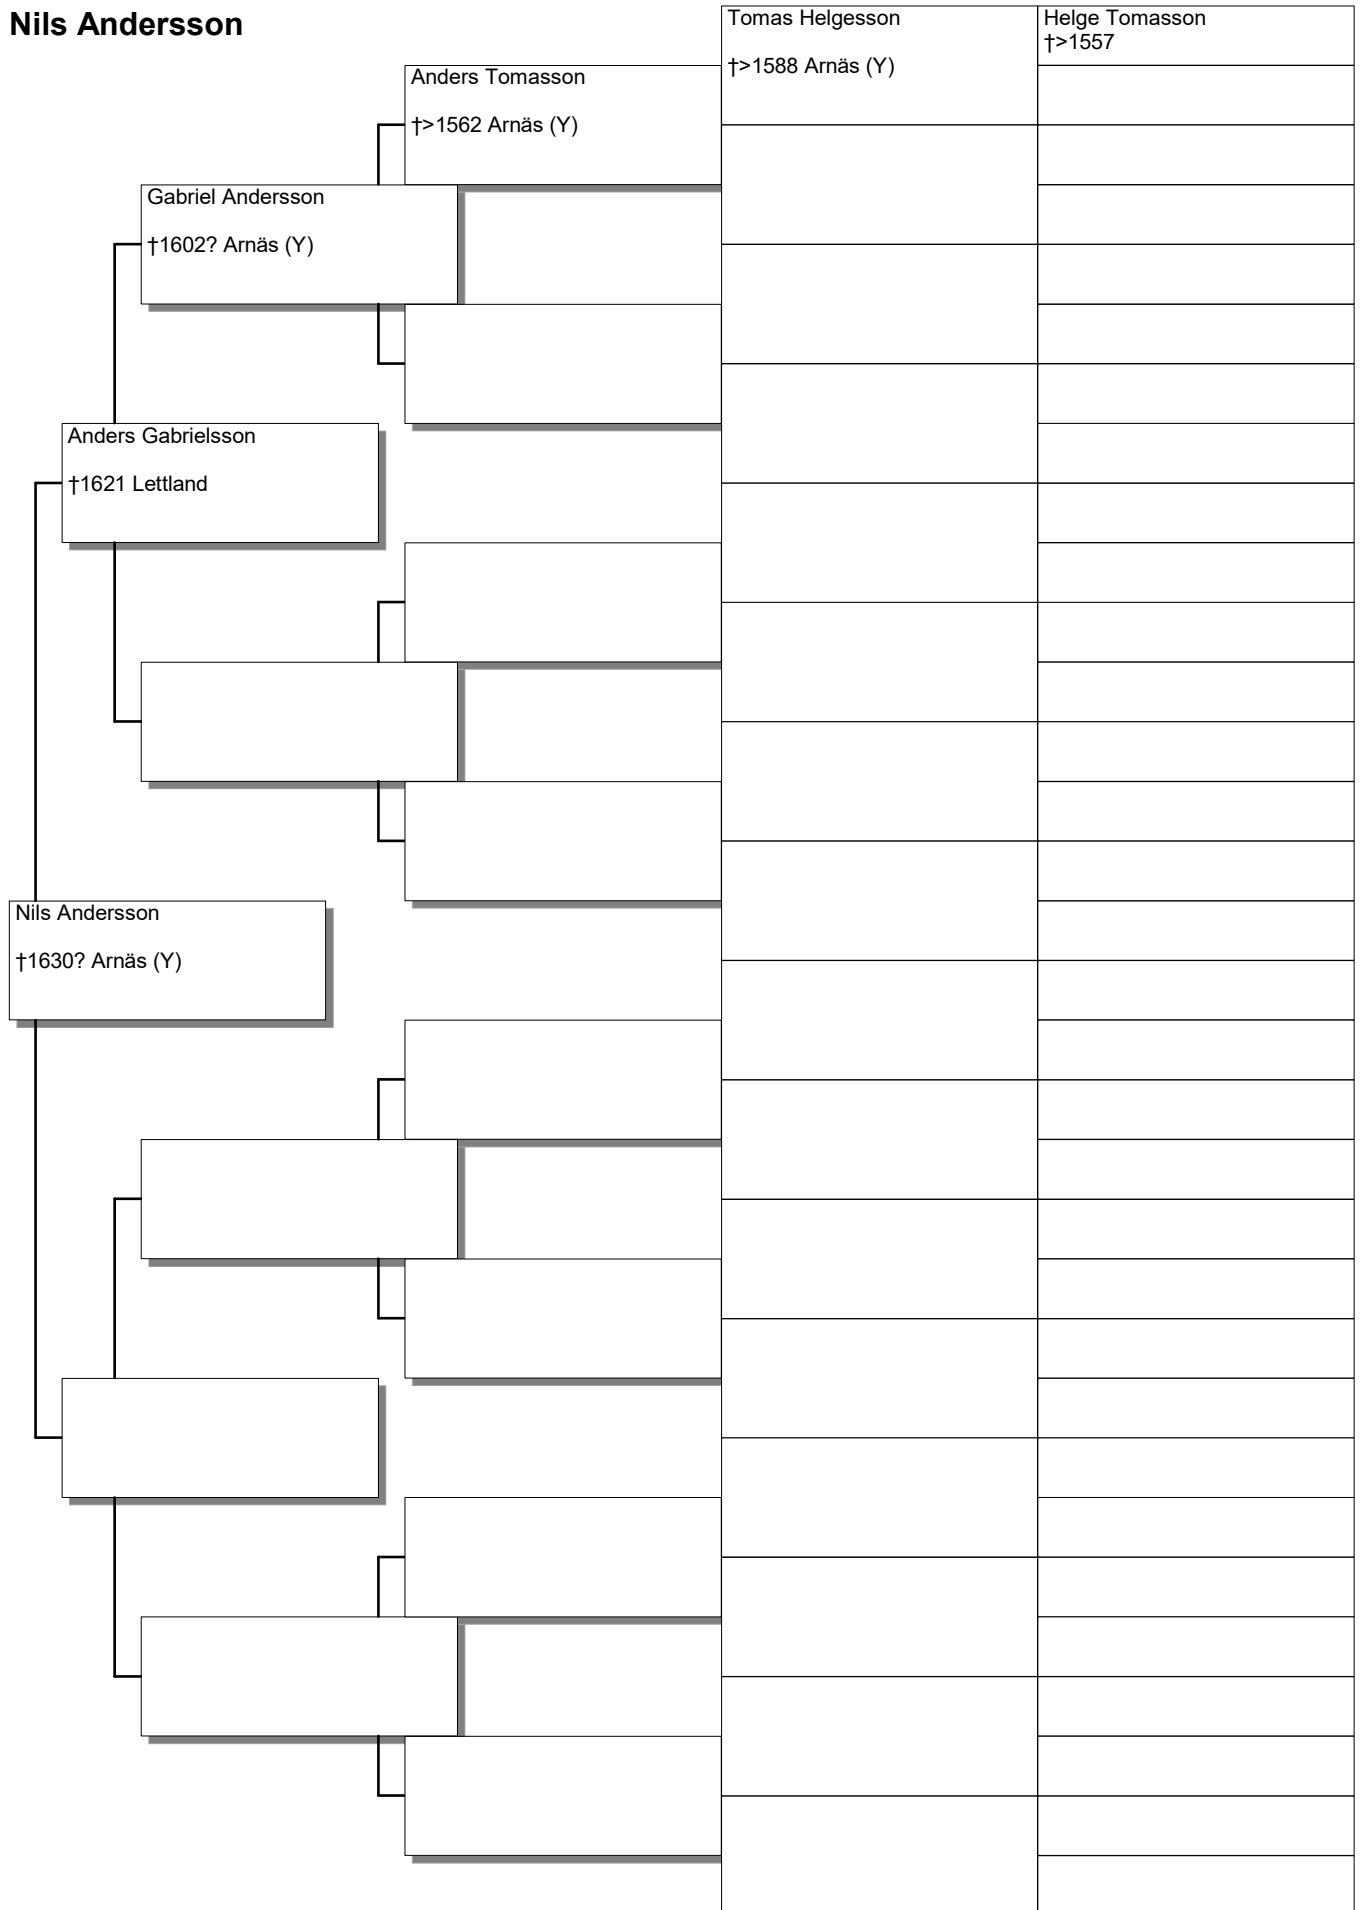 Nils Andersson
Tomas Helgesson
†>1588 Arnäs (Y)
Helge Tomasson
†>1557
Anders Tomasson
†>1562 Arnäs (Y)
Gabriel Andersson
†1602? Arnäs (Y)
Anders Gabrielsson
†1621 Lettland
Nils Andersson
†1630? Arnäs (Y)